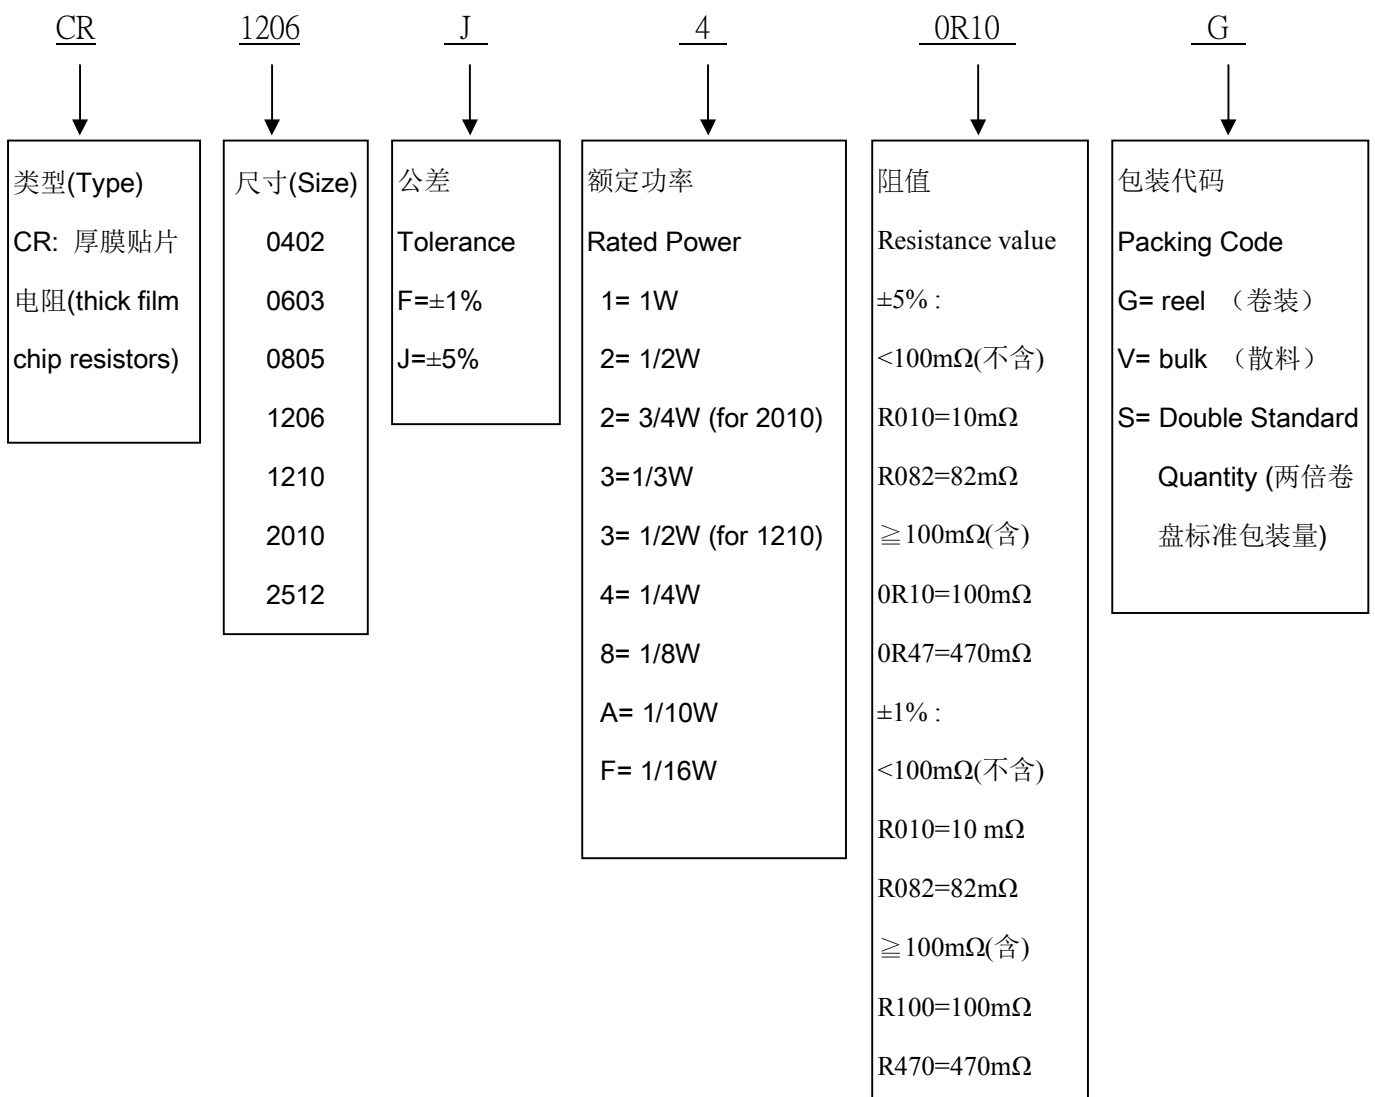 CR 1206 J 4 0R10 G
类型(Type)
CR: 厚膜贴片
电阻(thick film
chip resistors)
尺寸(Size)
0402
0603
0805
1206
1210
2010
2512
公差
Tolerance
F=±1%
J=±5%
额定功率
Rated Power
1= 1W
2= 1/2W
2= 3/4W (for 2010)
3=1/3W
3= 1/2W (for 1210)
4= 1/4W
8= 1/8W
A= 1/10W
F= 1/16W
阻值
Resistance value
±5% :
<100mΩ(不含)
R010=10mΩ
R082=82mΩ
≧100mΩ(含)
0R10=100mΩ
0R47=470mΩ
±1% :
<100mΩ(不含)
R010=10 mΩ
R082=82mΩ
≧100mΩ(含)
R100=100mΩ
R470=470mΩ
包装代码
Packing Code
G= reel （卷装）
V= bulk （散料）
S= Double Standard
Quantity (两倍卷
盘标准包装量)